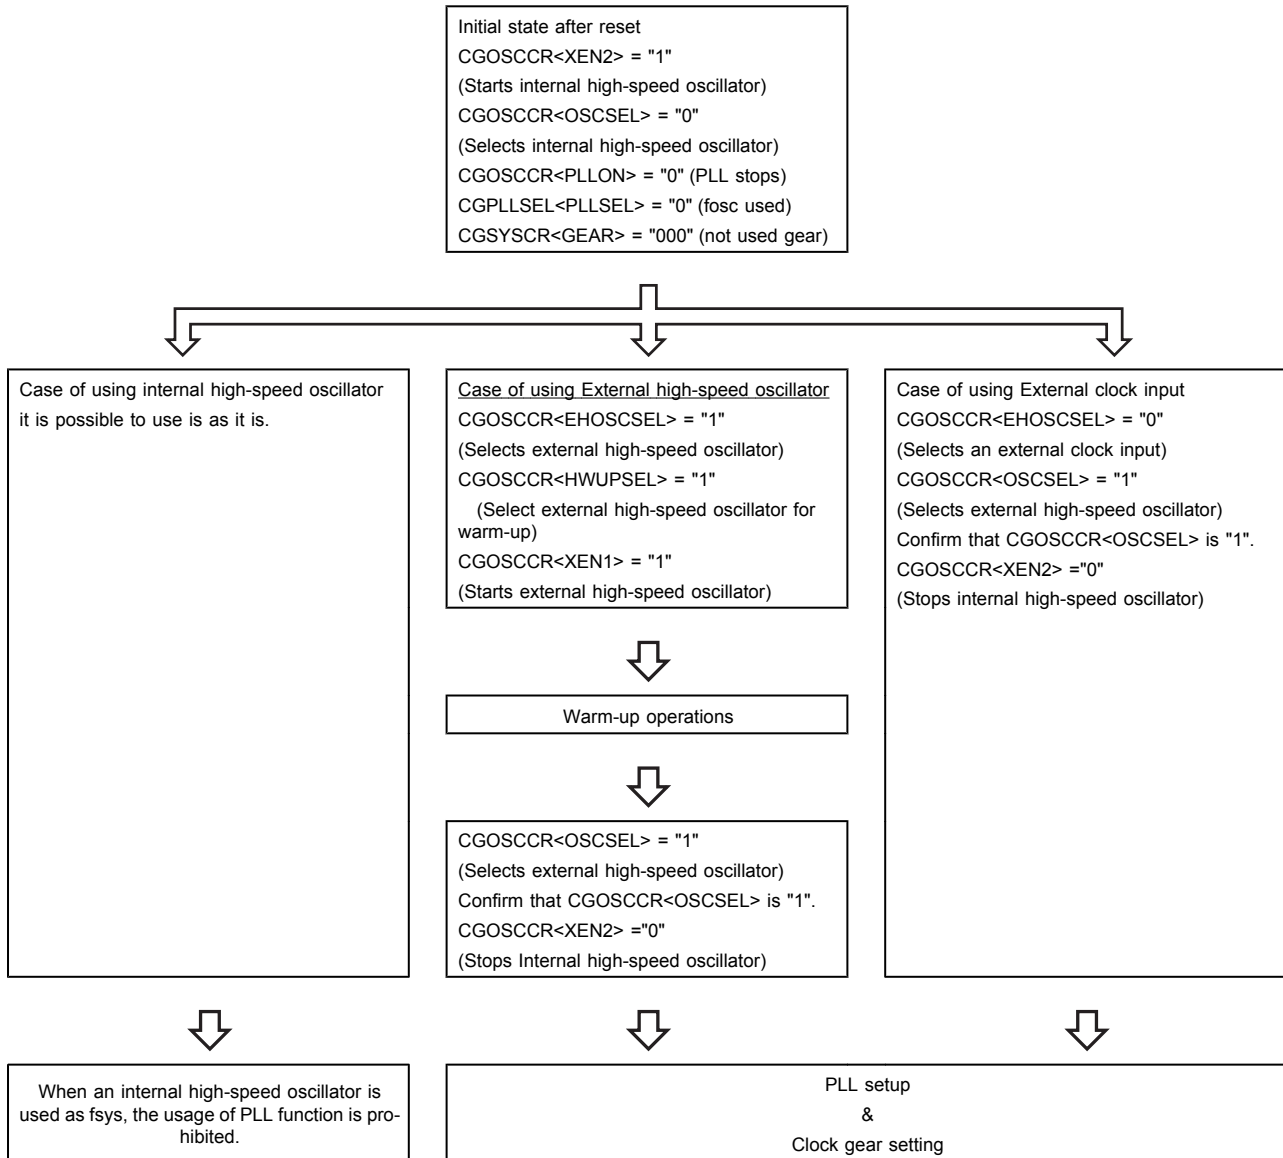 Initial state after reset
CGOSCCR<XEN2> = "1"
(Starts internal high-speed oscillator)
CGOSCCR<OSCSEL> = "0"
(Selects internal high-speed oscillator)
CGOSCCR<PLLON> = "0" (PLL stops)
CGPLLSEL<PLLSEL> = "0" (fosc used)
CGSYSCR<GEAR> = "000" (not used gear)
Case of using internal high-speed oscillator
it is possible to use is as it is.
Case of using External high-speed oscillator
CGOSCCR<EHOSCSEL> = "1"
(Selects external high-speed oscillator)
CGOSCCR<HWUPSEL> = "1"
(Select external high-speed oscillator for
warm-up)
CGOSCCR<XEN1> = "1"
(Starts external high-speed oscillator)
Warm-up operations
CGOSCCR<OSCSEL> = "1"
(Selects external high-speed oscillator)
Confirm that CGOSCCR<OSCSEL> is "1".
CGOSCCR<XEN2> ="0"
(Stops Internal high-speed oscillator)
Case of using External clock input
CGOSCCR<EHOSCSEL> = "0"
(Selects an external clock input)
CGOSCCR<OSCSEL> = "1"
(Selects external high-speed oscillator)
Confirm that CGOSCCR<OSCSEL> is "1".
CGOSCCR<XEN2> ="0"
(Stops internal high-speed oscillator)
When an internal high-speed oscillator is
used as fsys, the usage of PLL function is pro-
hibited.
PLL setup
&
Clock gear setting